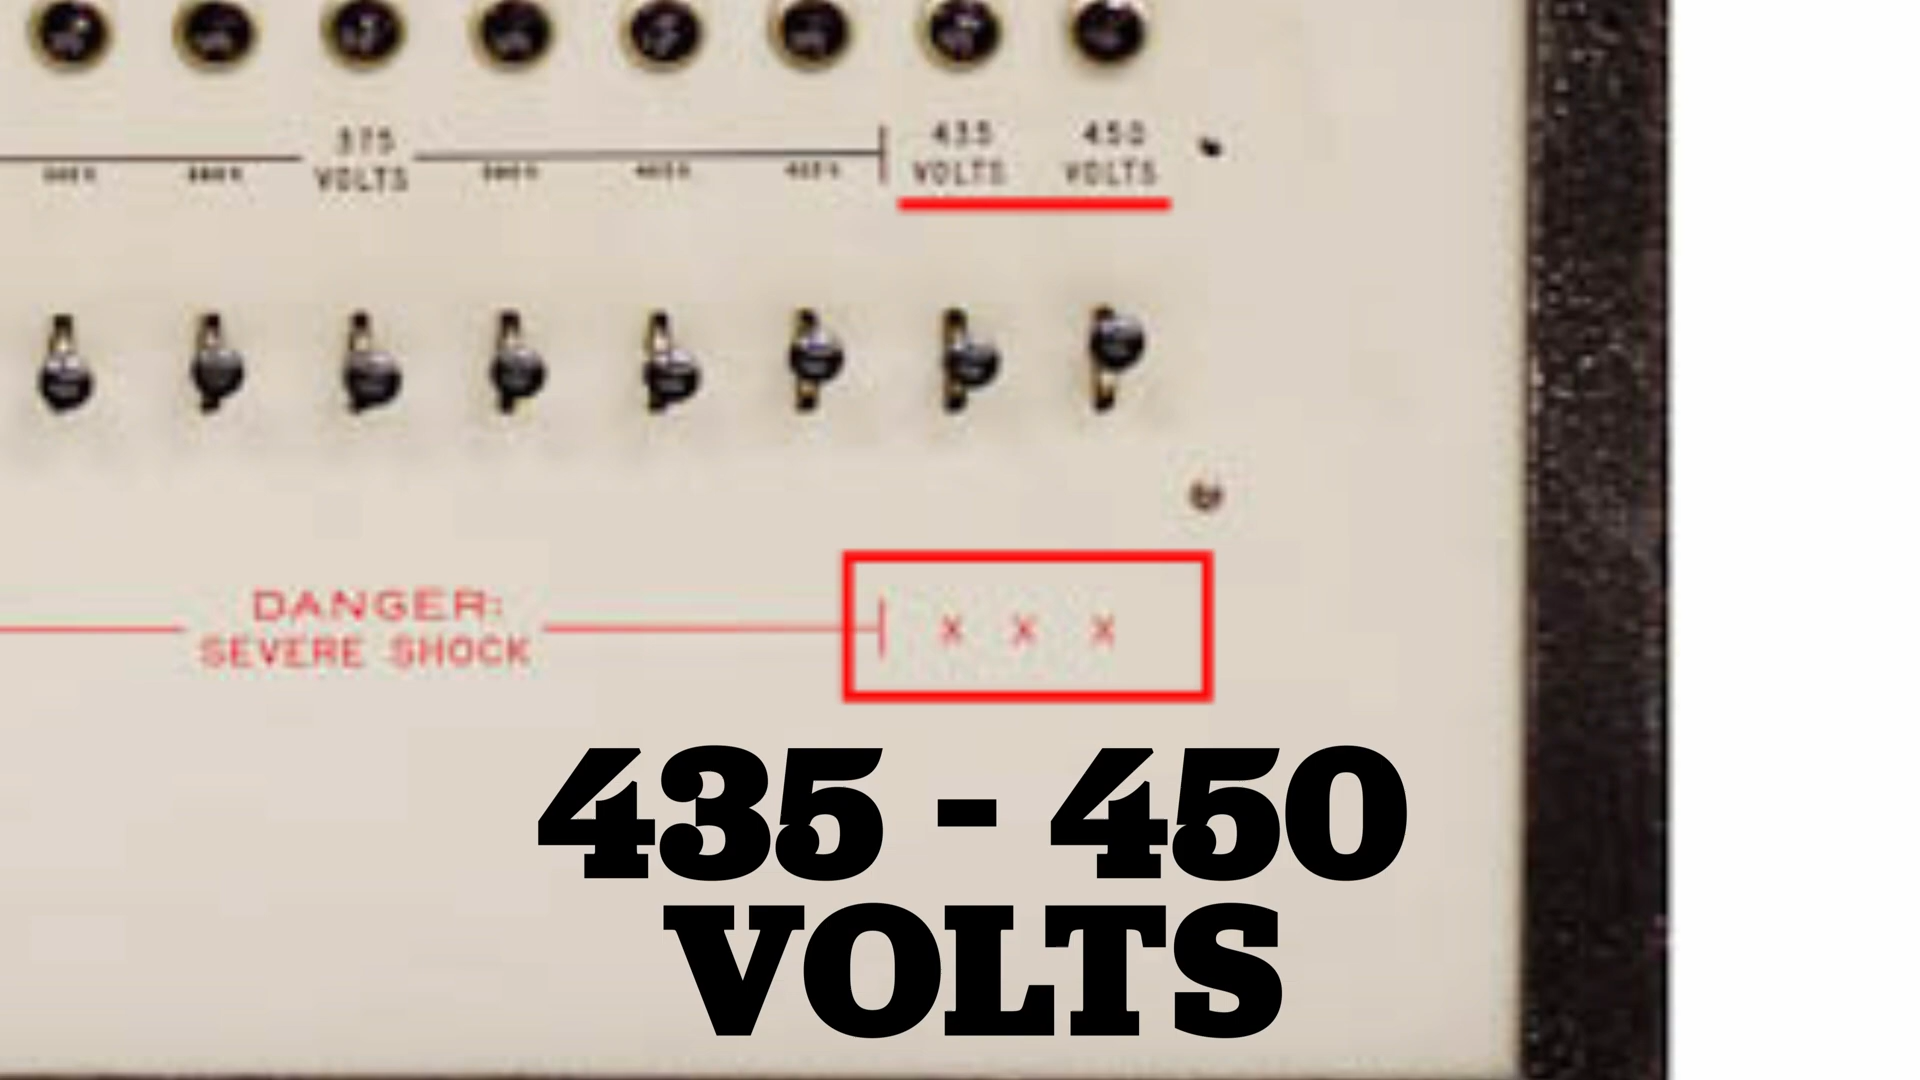 375 435 450
VOLTS VOLTS VOLTS
DANGER:
SEVERE SHOCK
X X X
435 - 450
VOLTS